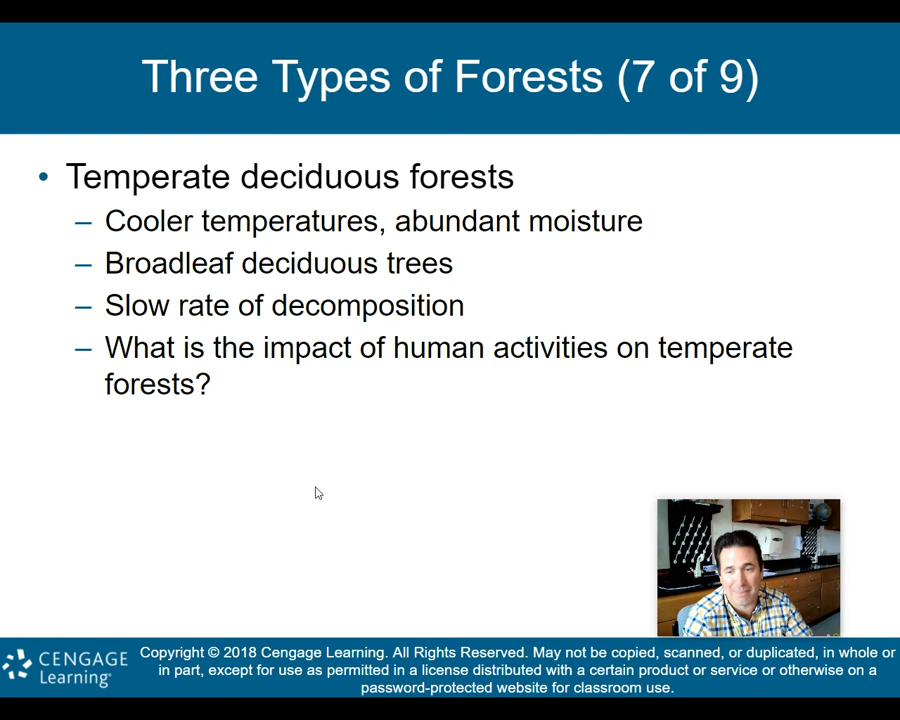 Three Types of Forests (7 of 9)
• Temperate deciduous forests
– Cooler temperatures, abundant moisture
– Broadleaf deciduous trees
– Slow rate of decomposition
– What is the impact of human activities on temperate
forests?
CENGAGE
Learning
Copyright © 2018 Cengage Learning. All Rights Reserved. May not be copied, scanned, or duplicated, in whole or
in part, except for use as permitted in a license distributed with a certain product or service or otherwise on a
password-protected website for classroom use.